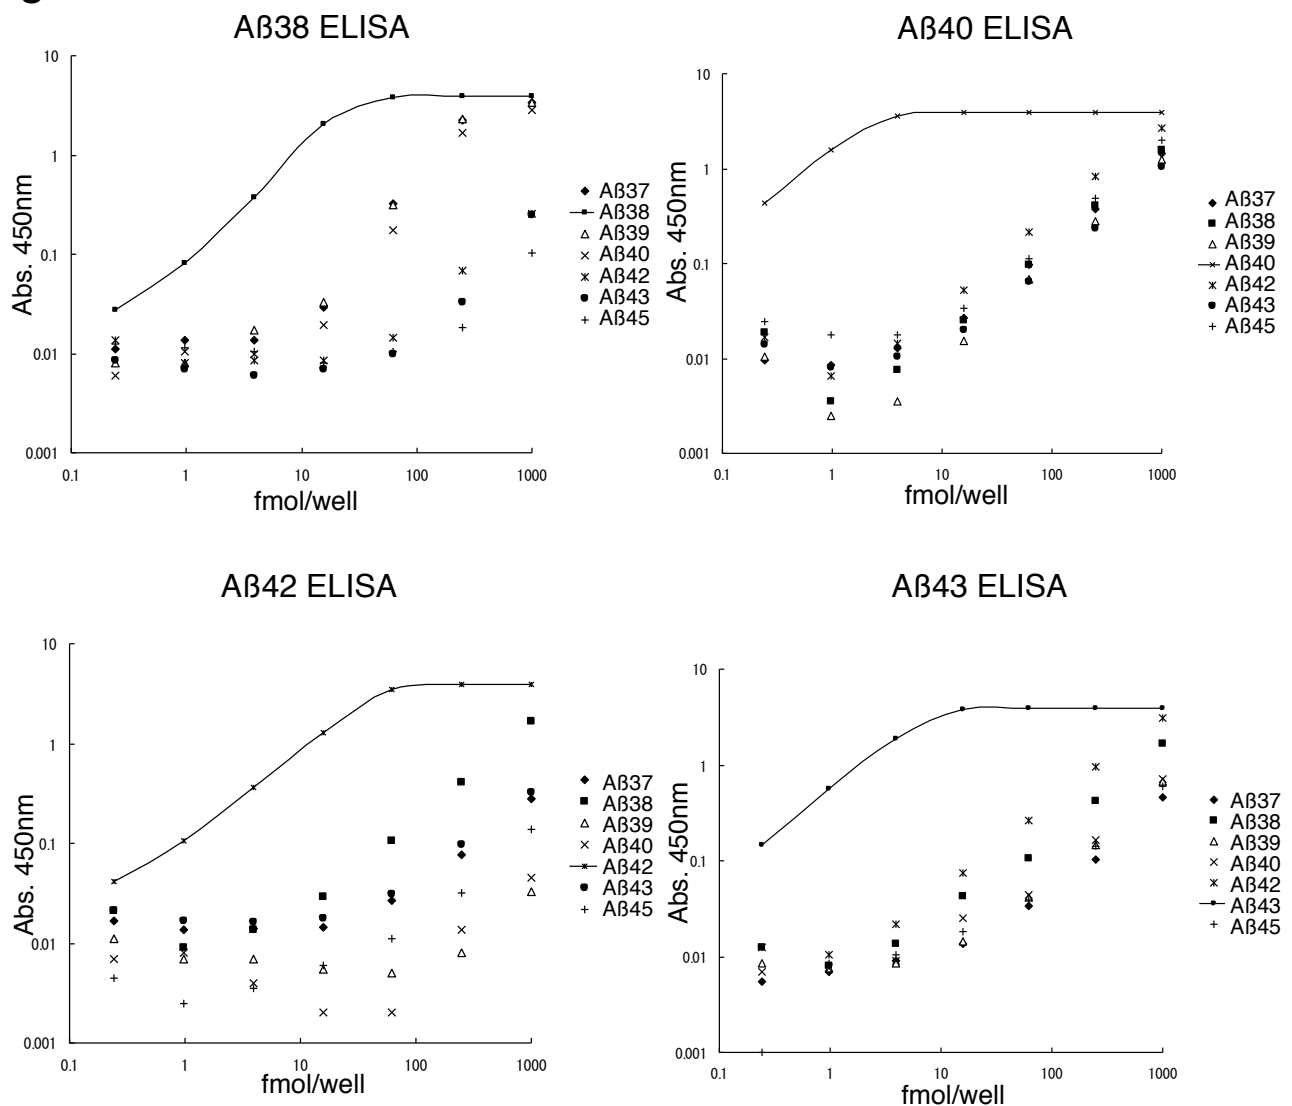 Aß38 ELISA
10
1
0.1
0.01
0.001
0.1
1
10
100
1000
Abs. 450nm
fmol/well
Aß37
Aß38
Aß39
Aß40
Aß42
Aß43
Aß45
Aß40 ELISA
10
1
0.1
0.01
0.001
0.1
1
10
100
1000
Abs. 450nm
fmol/well
Aß37
Aß38
Aß39
Aß40
Aß42
Aß43
Aß45
Aß42 ELISA
10
1
0.1
0.01
0.001
0.1
1
10
100
1000
Abs. 450nm
fmol/well
Aß37
Aß38
Aß39
Aß40
Aß42
Aß43
Aß45
Aß43 ELISA
10
1
0.1
0.01
0.001
0.1
1
10
100
1000
Abs. 450nm
fmol/well
Aß37
Aß38
Aß39
Aß40
Aß42
Aß43
Aß45